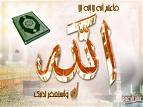 فاعلم انه لا اله الا
الله
واستغفر لذنبك